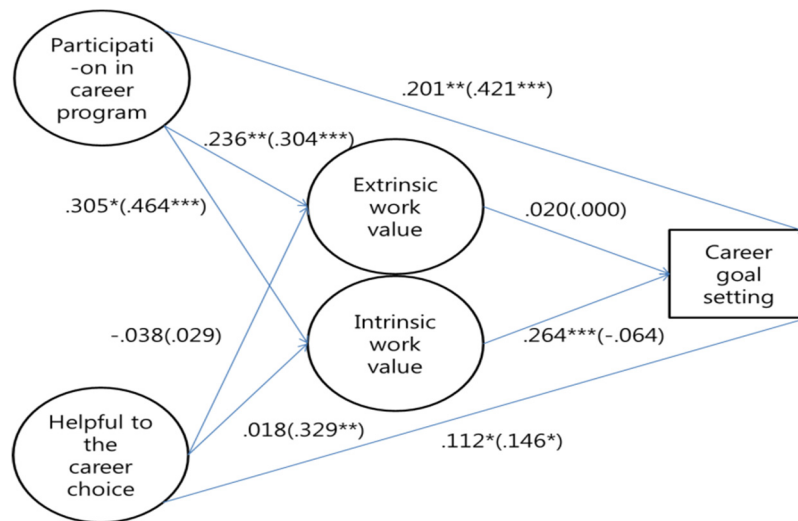 Participati
-on in
career
program
.201**(.421***)
.236**(.304***)
.305*(.464***)
Extrinsic
work
value
.020(.000)
Career
goal
setting
-.038(.029)
Intrinsic
work
value
.264***(-.064)
Helpful to
the
career
choice
.018(.329**)
.112*(.146*)